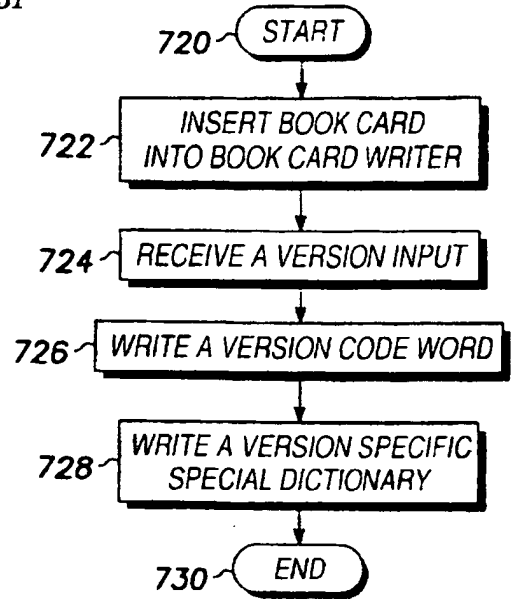 720 START
722 INSERT BOOK CARD
INTO BOOK CARD WRITER
724 RECEIVE A VERSION INPUT
726 WRITE A VERSION CODE WORD
728 WRITE A VERSION SPECIFIC
SPECIAL DICTIONARY
730 END